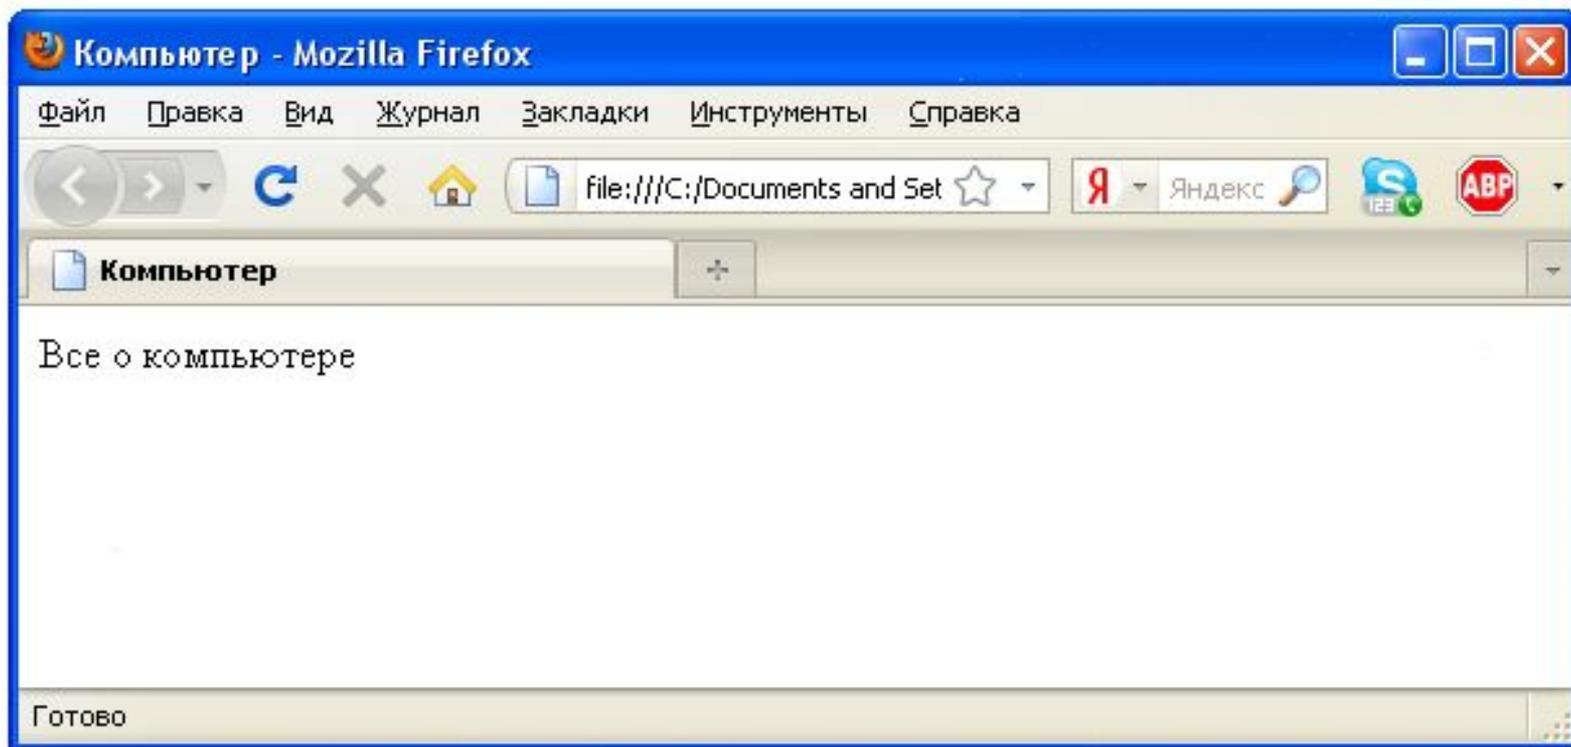 Компьютер - Mozilla Firefox
Файл Правка Вид Журнал Закладки Инструменты Справка
file:///C:/Documents and Set Я Яндекс S 123 ABP
Компьютер
Все о компьютере
Готово